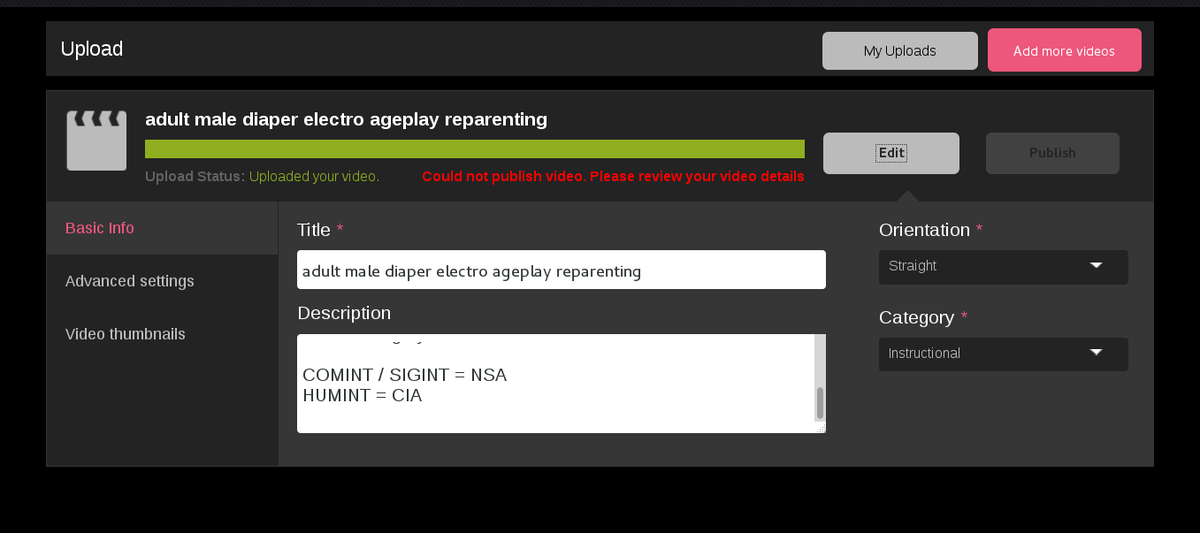 Upload
My Uploads
Add more videos
adult male diaper electro ageplay reparenting
Edit
Publish
Upload Status: Uploaded your video.
Could not publish video. Please review your video details
Basic Info
Advanced settings
Video thumbnails
Title *
adult male diaper electro ageplay reparenting
Description
COMINT / SIGINT = NSA
HUMINT = CIA
Orientation *
Straight
Category *
Instructional